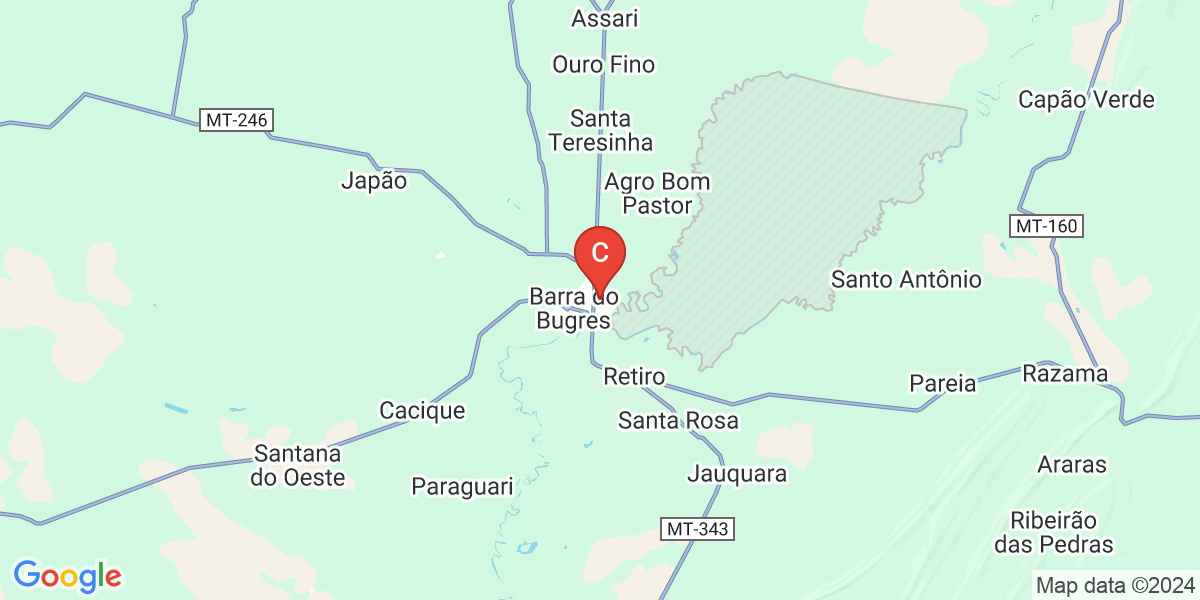 Assari
Ouro Fino
Capão Verde
MT-246
Santa
Teresinha
Japão
Agro Bom
Pastor
MT-160
C
Santo Antônio
Barra do
Bugres
Retiro
Pareia
Razama
Cacique
Santa Rosa
Santana
do Oeste
Paraguari
Jauquara
Araras
MT-343
Ribeirão
das Pedras
Google
Map data ©2024